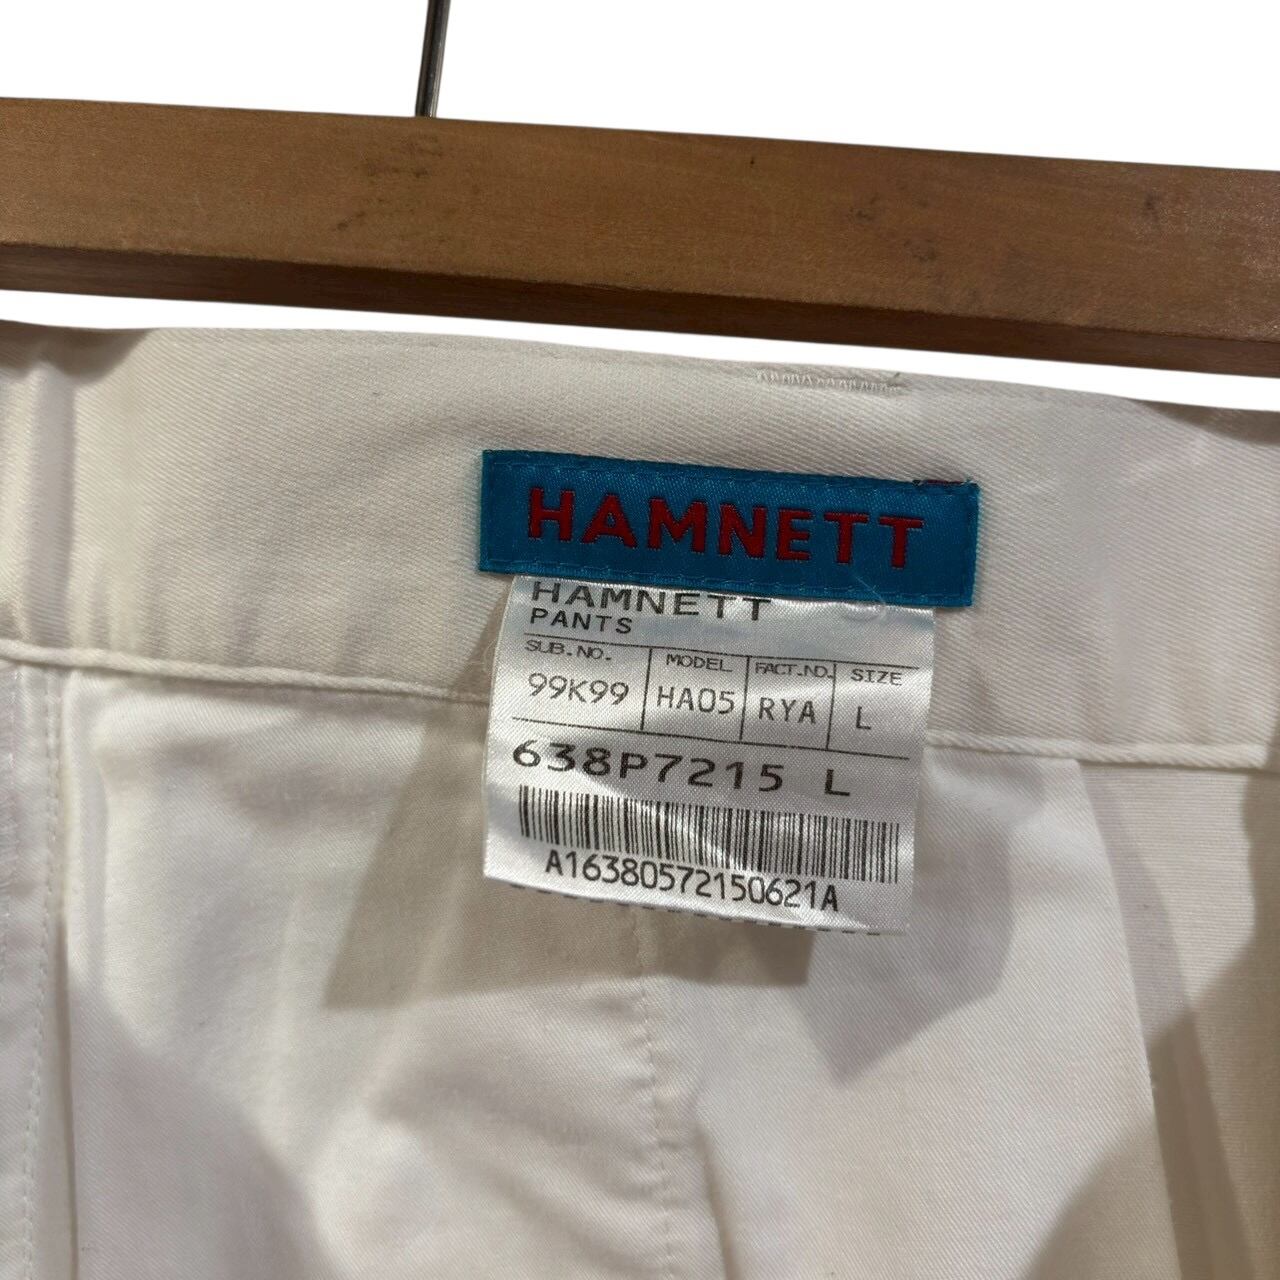 HAMNETT
HAMNETT
PANTS
SUB.NO. MODEL FACT.NO. SIZE
99K99 HA05 RYA L
638P7215 L
A16380572150621A